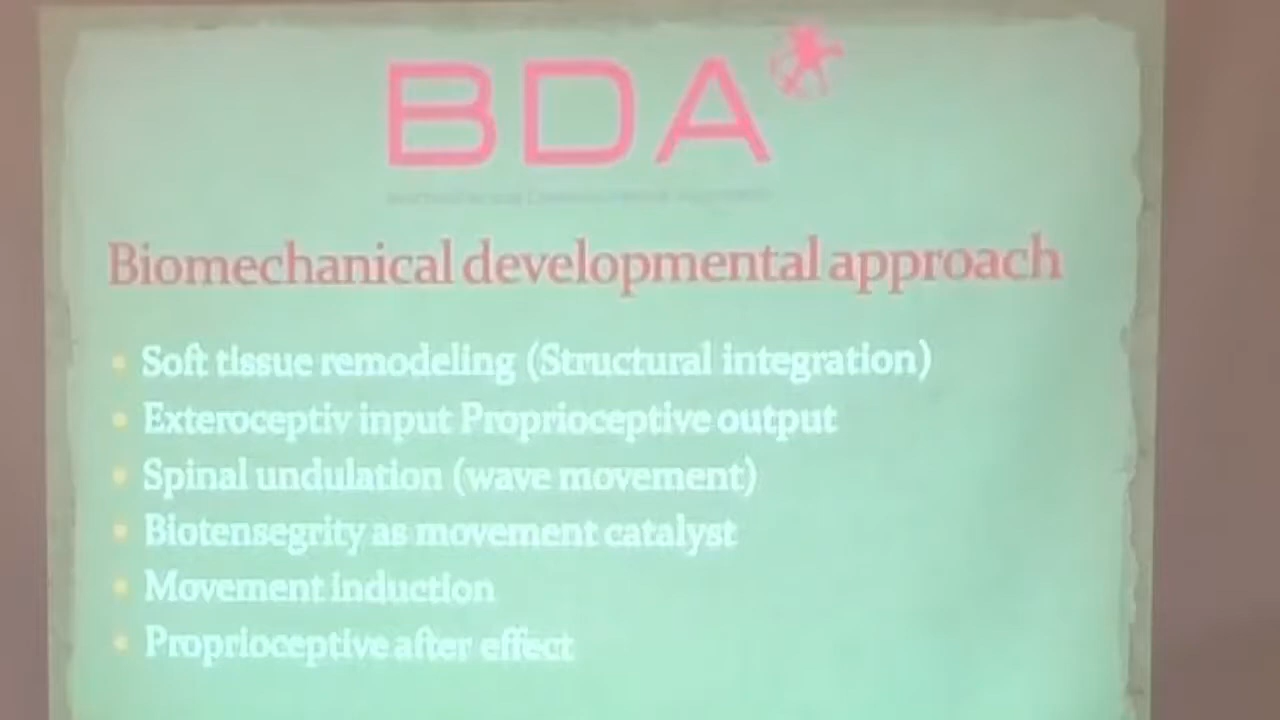 BDA
Biomechanical developmental approach
Soft tissue remodeling (Structural integration)
Exteroceptiv input Proprioceptive output
Spinal undulation (wave movement)
Biotensegrity as movement catalyst
Movement induction
Proprioceptive after effect